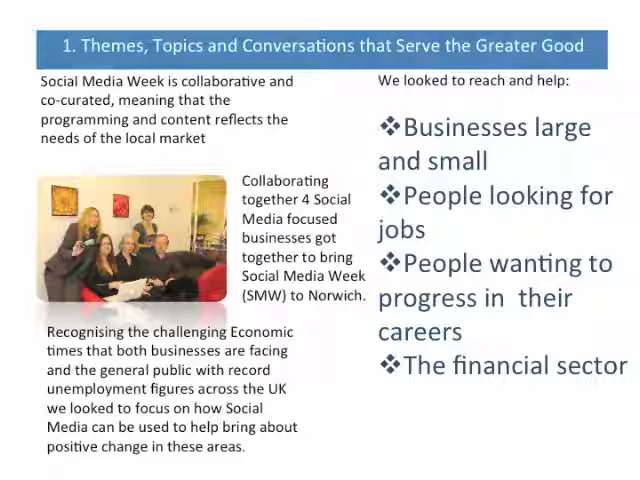 1. Themes, Topics and Conversations that Serve the Greater Good
Social Media Week is collaborative and
co-curated, meaning that the
programming and content reflects the
needs of the local market
Collaborating
together 4 Social
Media focused
businesses got
together to bring
Social Media Week
(SMW) to Norwich.
Recognising the challenging Economic
times that both businesses are facing
and the general public with record
unemployment figures across the UK
we looked to focus on how Social
Media can be used to help bring about
positive change in these areas.
We looked to reach and help:
❖Businesses large
and small
❖People looking for
jobs
❖People wanting to
progress in  their
careers
❖The financial sector